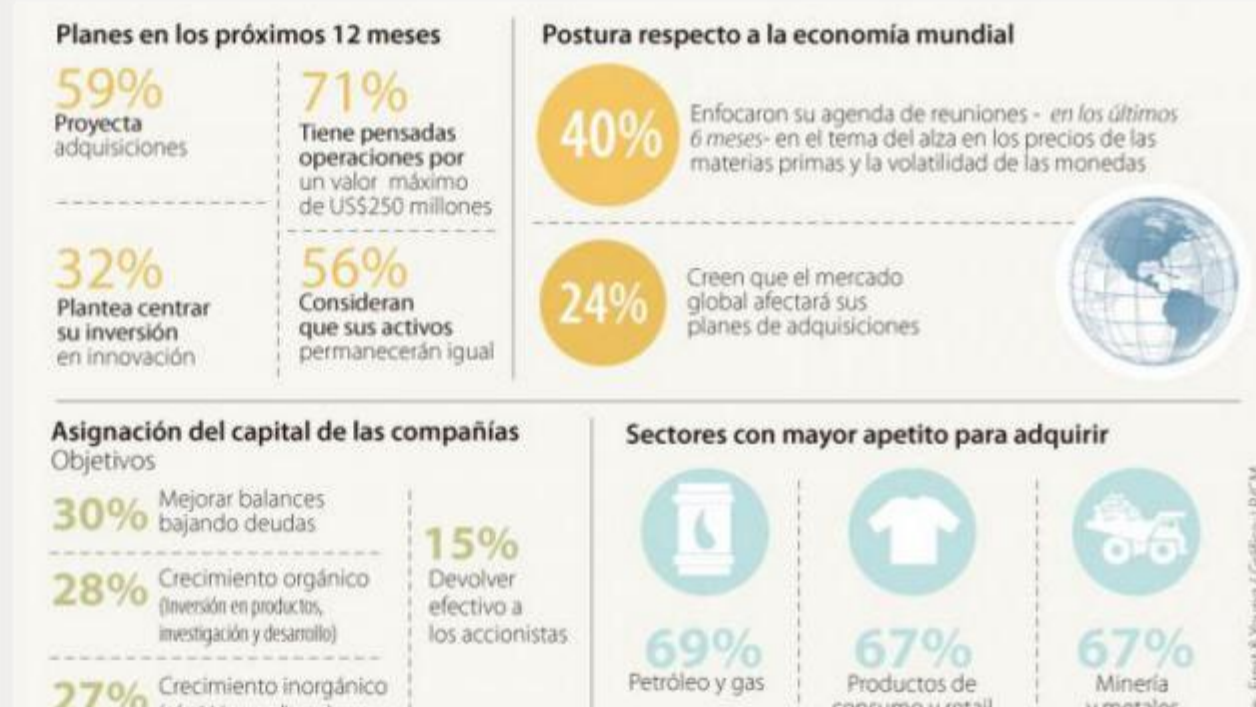 Planes en los próximos 12 meses
59%
Proyecta
adquisiciones
71%
Tiene pensadas
operaciones por
un valor máximo
de US$250 millones
32%
Plantea centrar
su inversión
en innovación
56%
Consideran
que sus activos
permanecerán igual
Postura respecto a la economía mundial
40%
Enfocaron su agenda de reuniones - en los últimos
6 meses- en el tema del alza en los precios de las
materias primas y la volatilidad de las monedas
24%
Creen que el mercado
global afectará sus
planes de adquisiciones
Asignación del capital de las compañías
Objetivos
30%
Mejorar balances
bajando deudas
28%
Crecimiento orgánico
(Inversión en productos,
investigación y desarrollo)
27%
Crecimiento inorgánico
15%
Devolver
efectivo a
los accionistas
Sectores con mayor apetito para adquirir
69%
Petróleo y gas
67%
Productos de
consumo y retail
67%
Minería
y metales